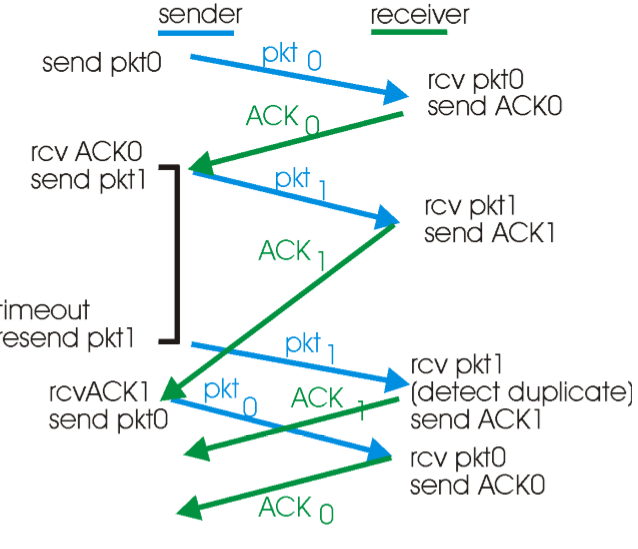 sender receiver
send pkt0
pkt 0
rcv pkt0
send ACK0
ACK 0
rcv ACK0
send pkt1
pkt 1
rcv pkt1
send ACK1
ACK 1
timeout
resend pkt1
pkt 1
rcv pkt1
(detect duplicate)
send ACK1
rcvACK1
send pkt0
pkt 0
ACK 1
rcv pkt0
send ACK0
ACK 0